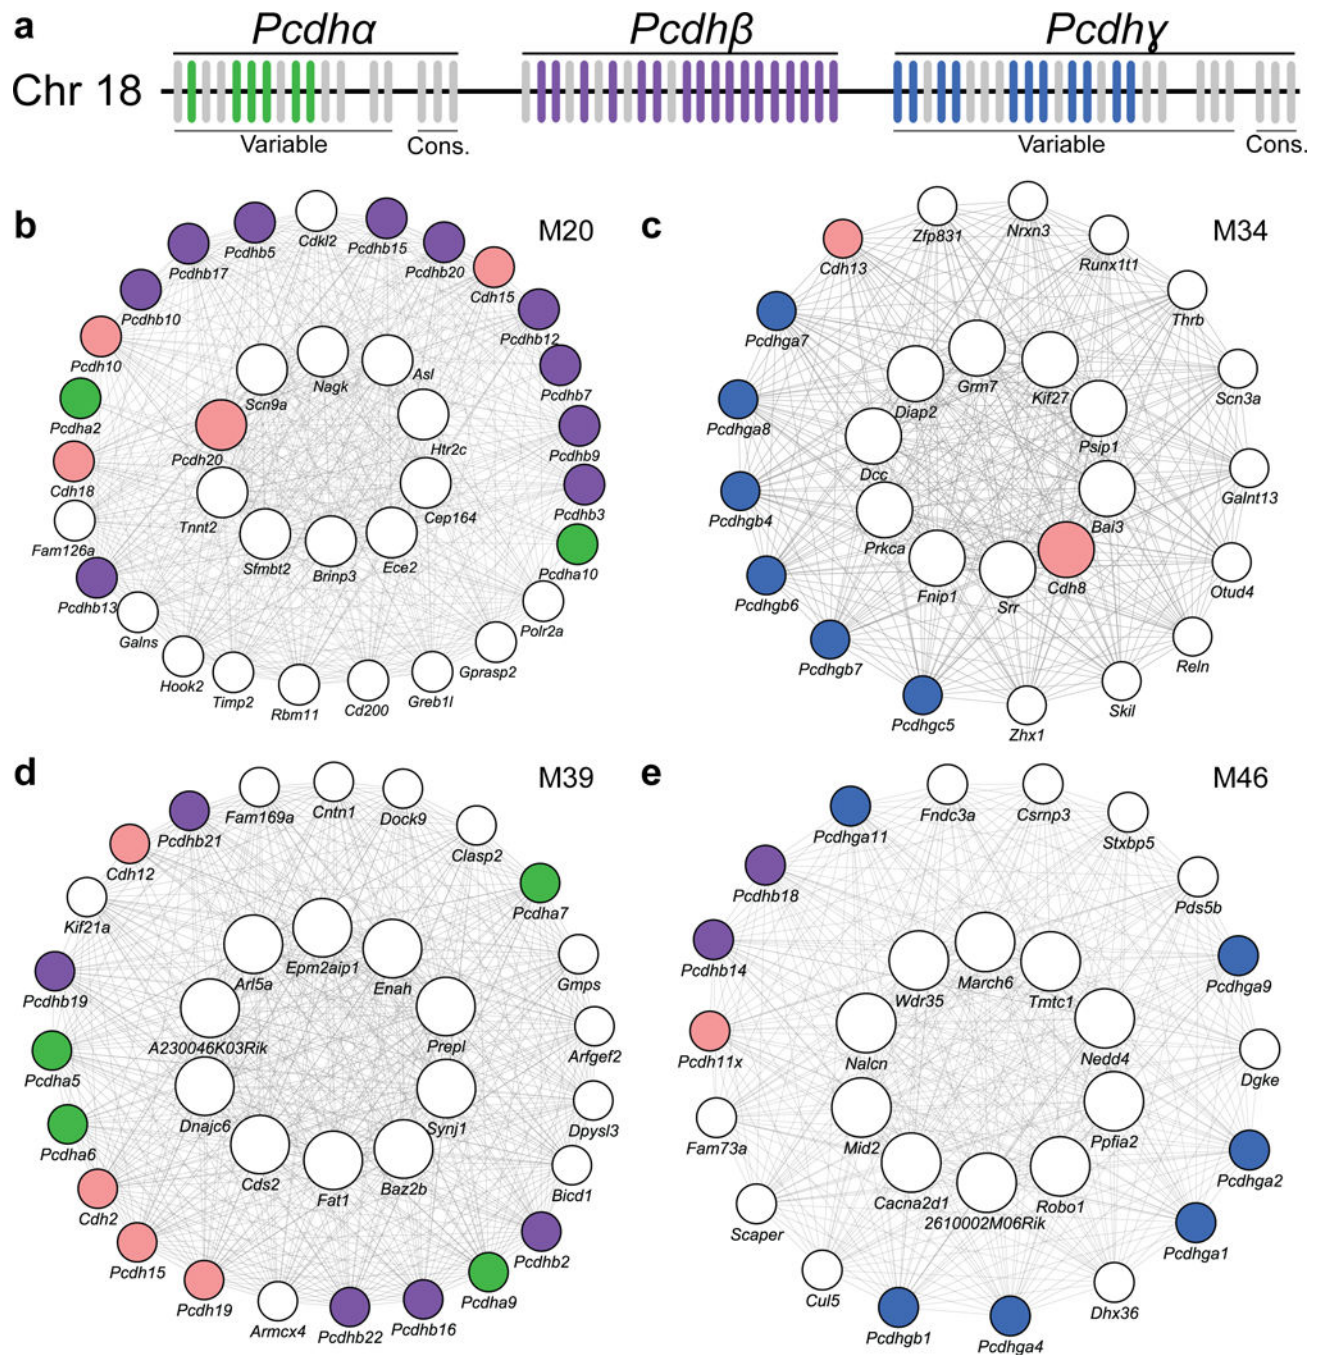 a
Pcdhα Pcdhβ Pcdhɣ
Chr 18
Variable Cons. Variable Cons.
b M20
Cdkl2
Pcdhb15
Pcdhb20
Cdh15
Pcdhb12
Pcdhb7
Pcdhb9
Pcdhb3
Pcdha10
Polr2a
Gprasp2
Greb1l
Cd200
Rbm11
Timp2
Hook2
Galns
Pcdhb13
Fam126a
Cdh18
Pcdha2
Pcdh10
Pcdhb10
Pcdhb17
Pcdhb5
Nagk
Asl
Htr2c
Cep164
Ece2
Brinp3
Sfmbt2
Tnnt2
Pcdh20
Scn9a
c M34
Zfp831
Nrxn3
Runx1t1
Thrb
Scn3a
Galnt13
Otud4
Reln
Skil
Zhx1
Pcdhgc5
Pcdhgb7
Pcdhgb6
Pcdhgb4
Pcdhga8
Pcdhga7
Cdh13
Grm7
Kif27
Psip1
Bai3
Cdh8
Srr
Fnip1
Prkca
Dcc
Diap2
d M39
Cntn1
Dock9
Clasp2
Pcdha7
Gmps
Arfgef2
Dpysl3
Bicd1
Pcdhb2
Pcdha9
Pcdhb16
Pcdhb22
Armcx4
Pcdh19
Pcdh15
Cdh2
Pcdha6
Pcdha5
Pcdhb19
Kif21a
Cdh12
Pcdhb21
Fam169a
Epm2aip1
Enah
Prepl
Synj1
Baz2b
Fat1
Cds2
Dnajc6
A230046K03Rik
Arl5a
e M46
Fndc3a
Csrnp3
Stxbp5
Pds5b
Pcdhga9
Dgke
Pcdhga2
Pcdhga1
Dhx36
Pcdhga4
Pcdhgb1
Cul5
Scaper
Fam73a
Pcdh11x
Pcdhb14
Pcdhb18
Pcdhga11
March6
Tmtc1
Nedd4
Ppfia2
Robo1
2610002M06Rik
Cacna2d1
Mid2
Nalcn
Wdr35